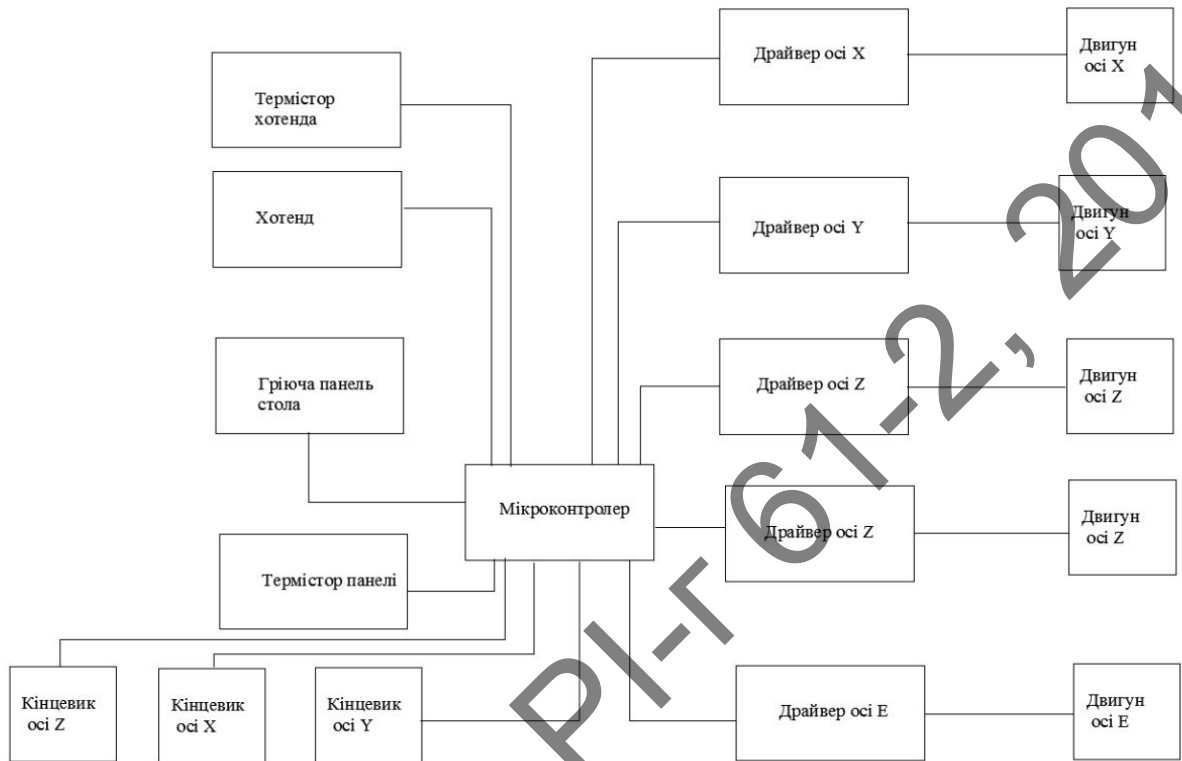 Драйвер осі X
Двигун
осі X
Термістор
хотенда
Хотенд
Драйвер осі Y
Двигун
осі Y
Гріюча панель
стола
Драйвер осі Z
Двигун
осі Z
Мікроконтролер
Драйвер осі Z
Двигун
осі Z
Термістор панелі
Кінцевик
осі Z
Кінцевик
осі X
Кінцевик
осі Y
Драйвер осі E
Двигун
осі E
РІ-г 61-2, 201